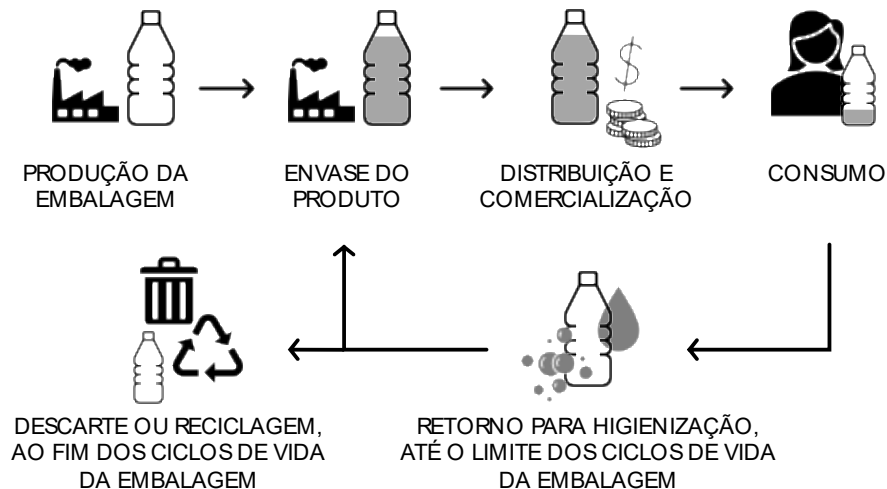 $
PRODUÇÃO DA
EMBALAGEM
ENVASE DO
PRODUTO
DISTRIBUIÇÃO E
COMERCIALIZAÇÃO
CONSUMO
DESCARTE OU RECICLAGEM,
AO FIM DOS CICLOS DE VIDA
DA EMBALAGEM
RETORNO PARA HIGIENIZAÇÃO,
ATÉ O LIMITE DOS CICLOS DE VIDA
DA EMBALAGEM